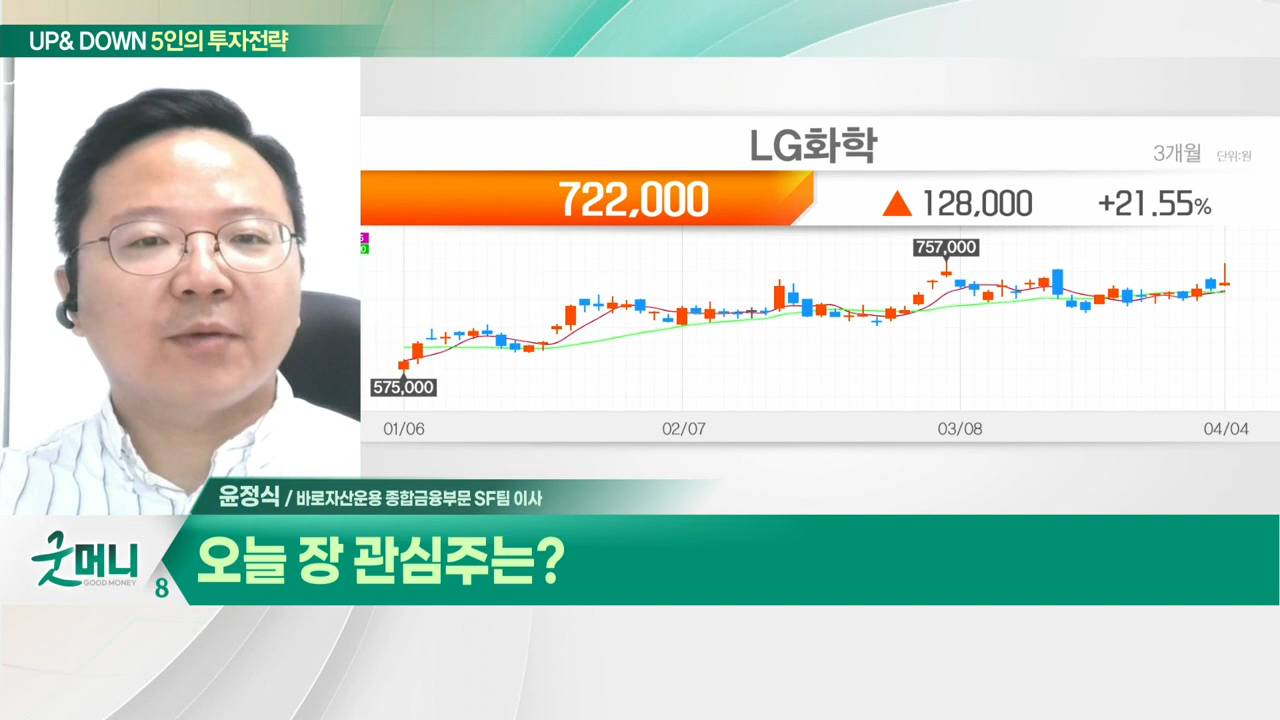 UP& DOWN 5인의 투자전략
LG화학
3개월 단위:원
722,000 ▲ 128,000 +21.55%
757,000
575,000
01/06 02/07 03/08 04/04
윤정식 / 바로자산운용 종합금융부문 SF팀 이사
굿머니
GOOD MONEY
8
오늘 장 관심주는?